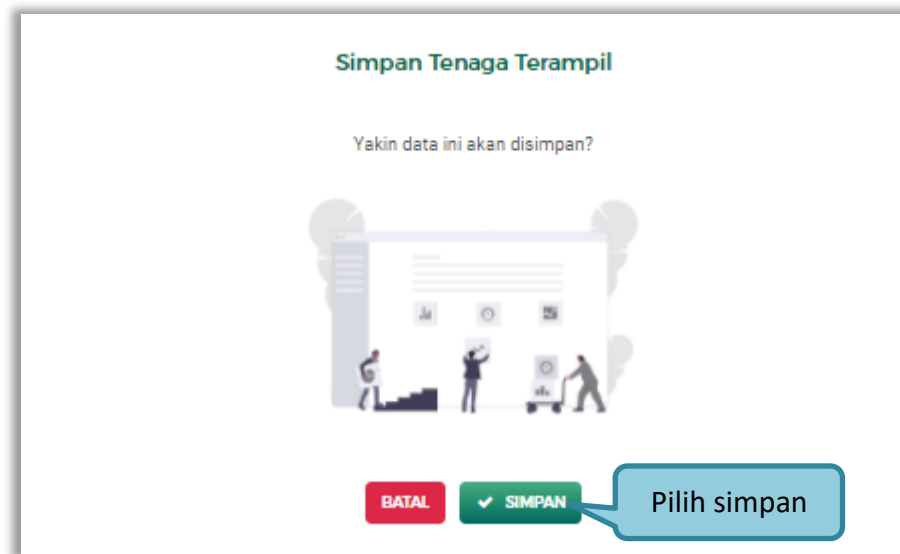 Simpan Tenaga Terampil
Yakin data ini akan disimpan?
BATAL
SIMPAN
Pilih simpan